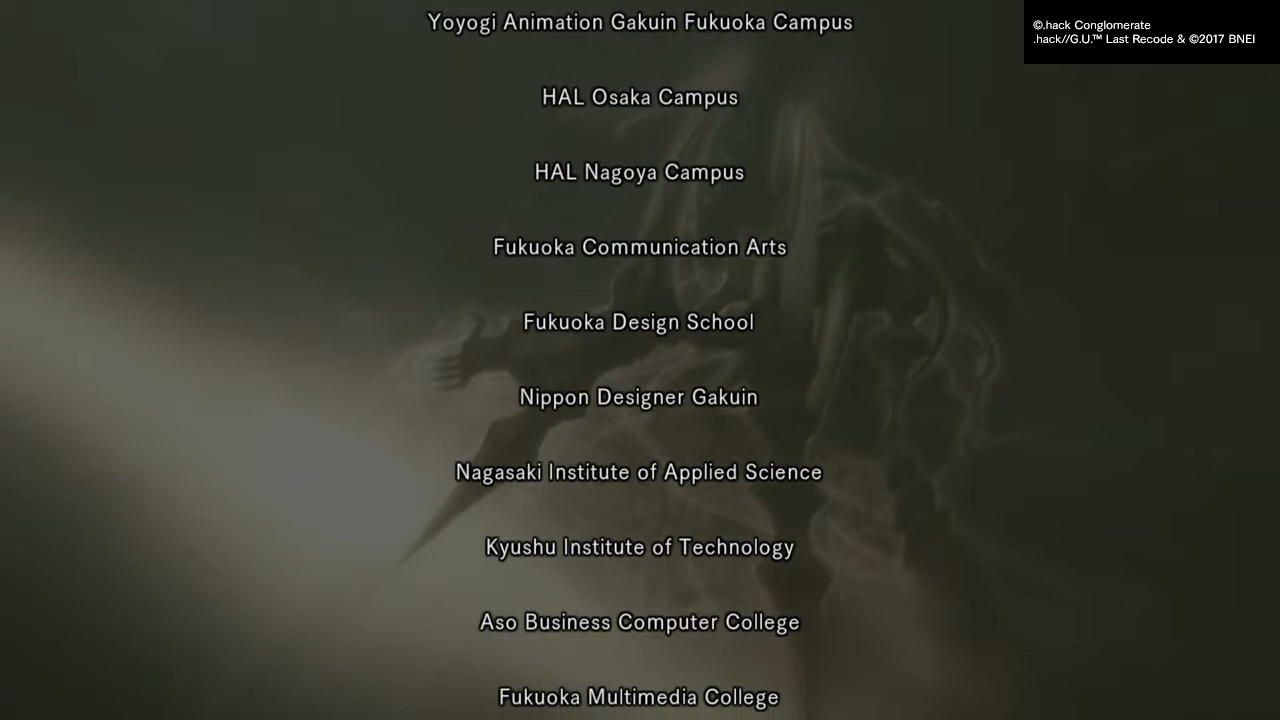 ©.hack Conglomerate
.hack//G.U.™ Last Recode & ©2017 BNEI
Yoyogi Animation Gakuin Fukuoka Campus
HAL Osaka Campus
HAL Nagoya Campus
Fukuoka Communication Arts
Fukuoka Design School
Nippon Designer Gakuin
Nagasaki Institute of Applied Science
Kyushu Institute of Technology
Aso Business Computer College
Fukuoka Multimedia College